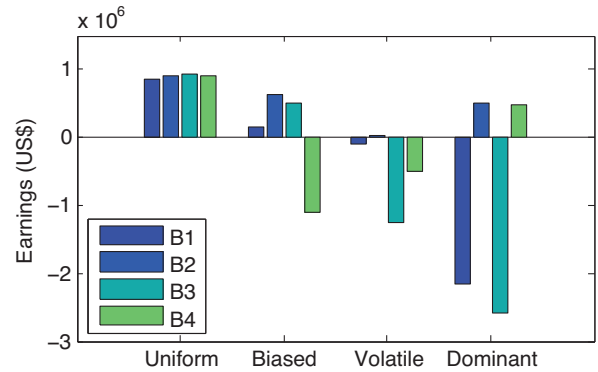 x 10^6
1
0
−1
−2
−3
Earnings (US$)
B1
B2
B3
B4
Uniform Biased Volatile Dominant